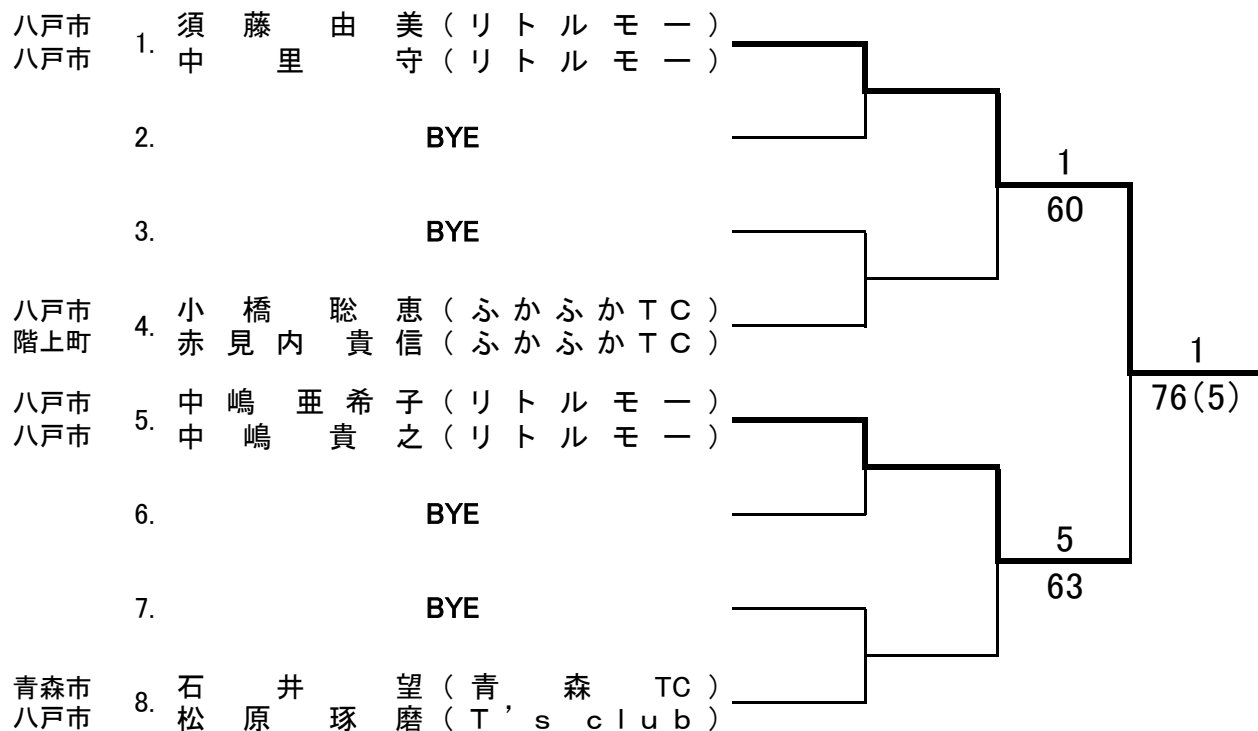 八戸市 1. 須藤 由美(リトルモー)
八戸市 中里 守(リトルモー)
2. BYE
1
60
3. BYE
八戸市 4. 小橋 聡恵(ふかふかTC)
階上町 赤見内 貴信(ふかふかTC)
1
76(5)
八戸市 5. 中嶋 亜希子(リトルモー)
八戸市 中嶋 貴之(リトルモー)
6. BYE
5
63
7. BYE
青森市 8. 石井 望(青森 TC)
八戸市 松原 琢磨(T's club)